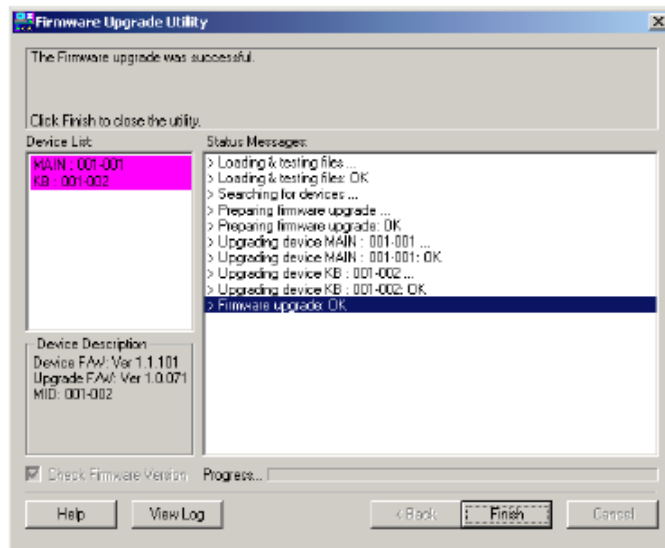 Firmware Upgrade Utility
The Firmware upgrade was successful.
Click Finish to close the utility.
Device List:
MAIN : 001-001
KB : 001-002
Status Messages:
> Loading & testing files ...
> Loading & testing files: OK
> Searching for devices ...
> Preparing firmware upgrade ...
> Preparing firmware upgrade: OK
> Upgrading device MAIN : 001-001 ...
> Upgrading device MAIN : 001-001: OK
> Upgrading device KB : 001-002 ...
> Upgrading device KB : 001-002: OK
> Firmware upgrade: OK
Device Description
Device F/W: Ver 1.1.101
Upgrade F/W: Ver 1.0.071
MID: 001-002
Check Firmware Version
Progress...
Help
View Log
< Back
Finish
Cancel